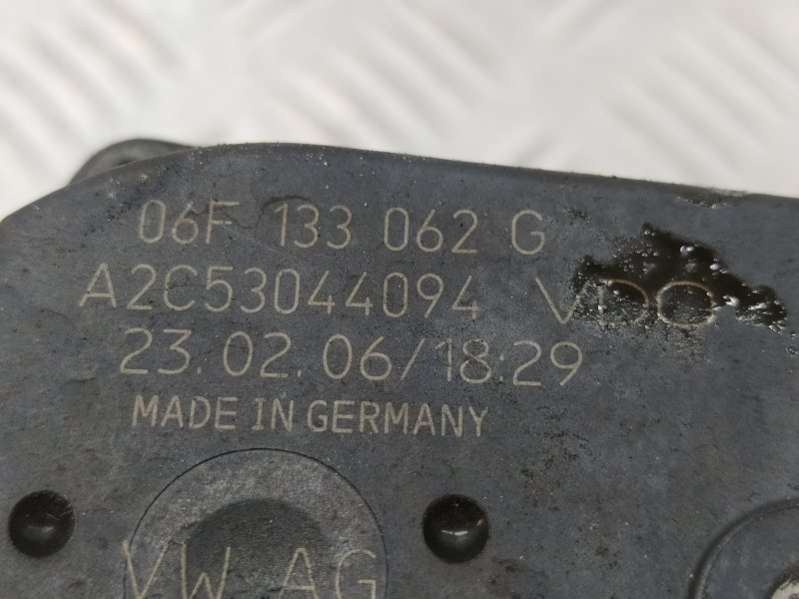 06F 133 062 G
A2C53044094 VDO
23.02.06/18:29
MADE IN GERMANY
VW AG